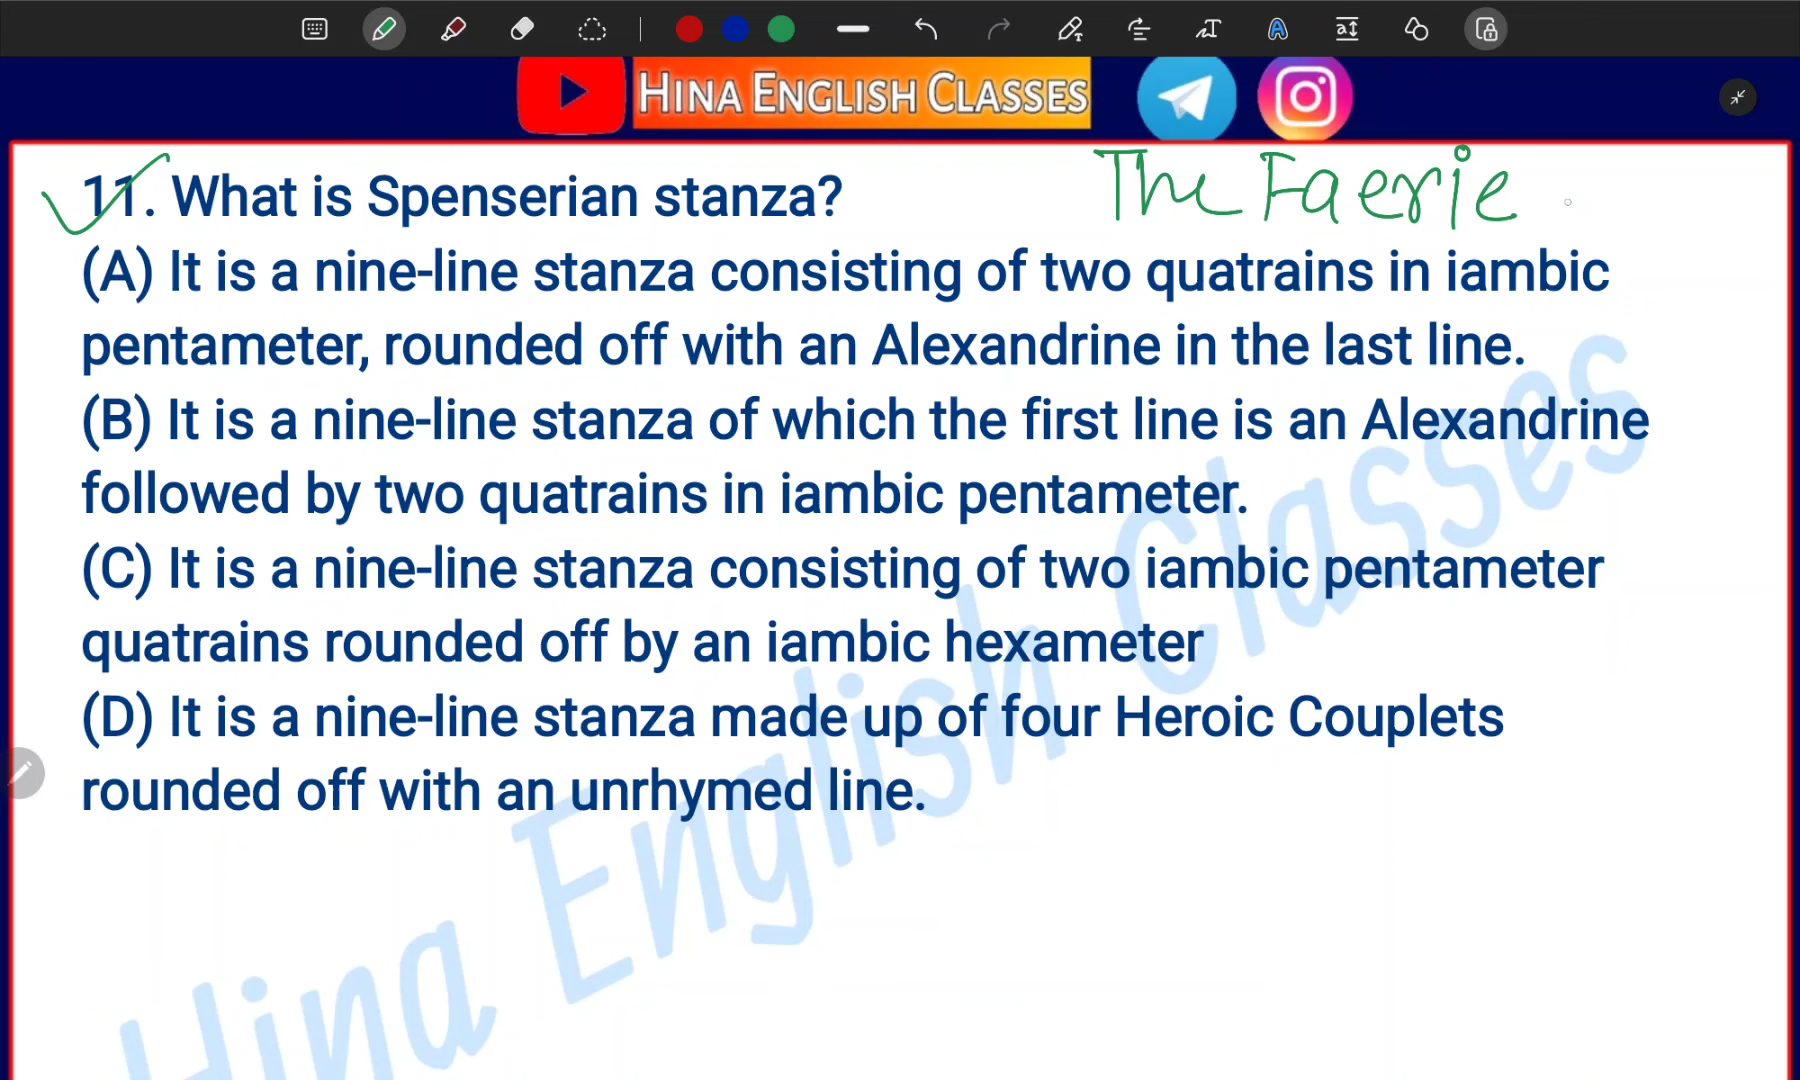 HINA ENGLISH CLASSES
The Faerie
11. What is Spenserian stanza?
(A) It is a nine-line stanza consisting of two quatrains in iambic
pentameter, rounded off with an Alexandrine in the last line.
(B) It is a nine-line stanza of which the first line is an Alexandrine
followed by two quatrains in iambic pentameter.
(C) It is a nine-line stanza consisting of two iambic pentameter
quatrains rounded off by an iambic hexameter
(D) It is a nine-line stanza made up of four Heroic Couplets
rounded off with an unrhymed line.
Hina English Classes